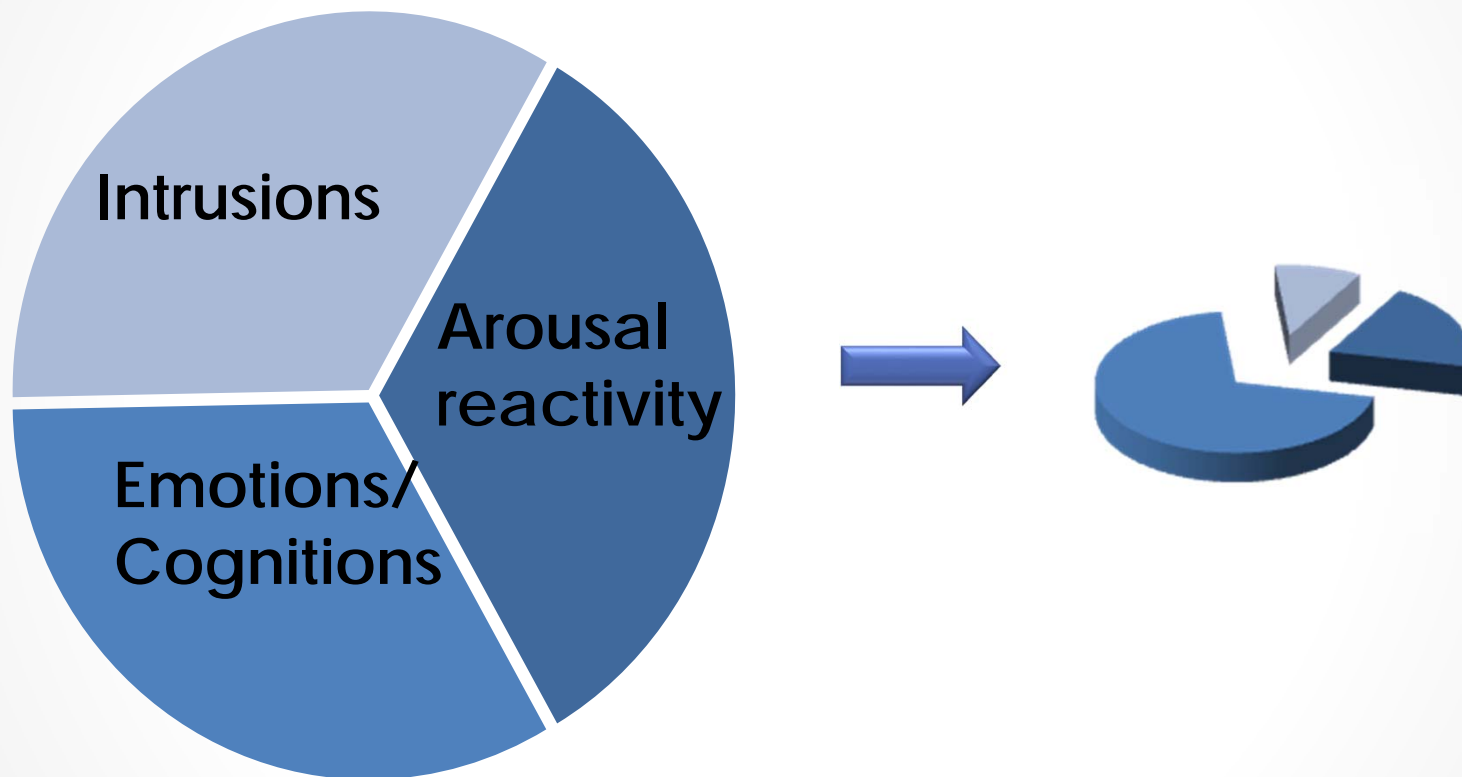 Intrusions
Arousal
reactivity
Emotions/
Cognitions